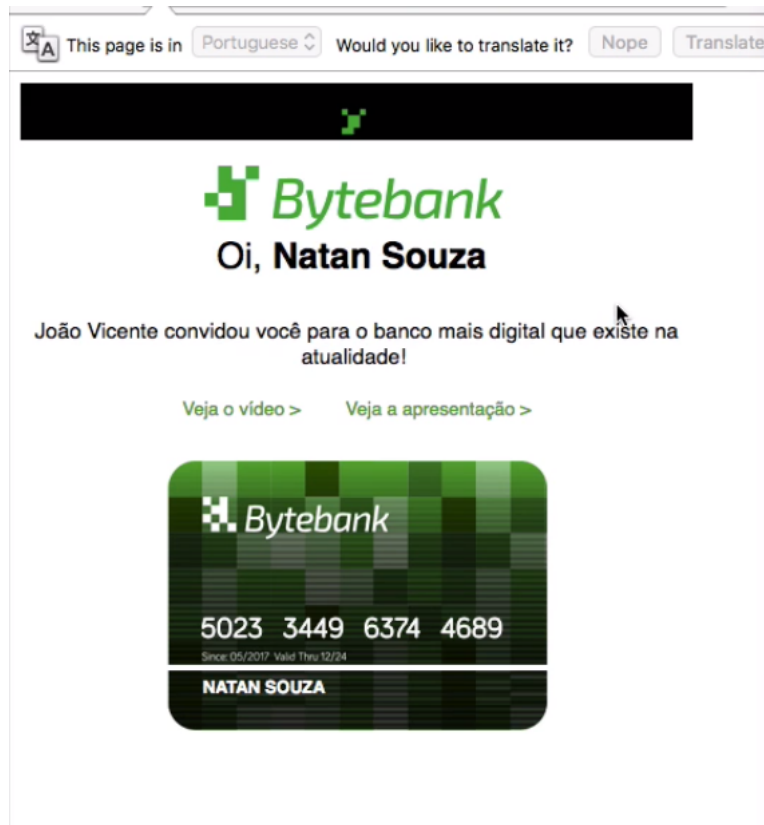 This page is in Portuguese Would you like to translate it? Nope Translate
Bytebank
Oi, Natan Souza
João Vicente convidou você para o banco mais digital que existe na
atualidade!
Veja o vídeo > Veja a apresentação >
Bytebank
5023 3449 6374 4689
Since: 05/2017 Valid Thru 12/24
NATAN SOUZA